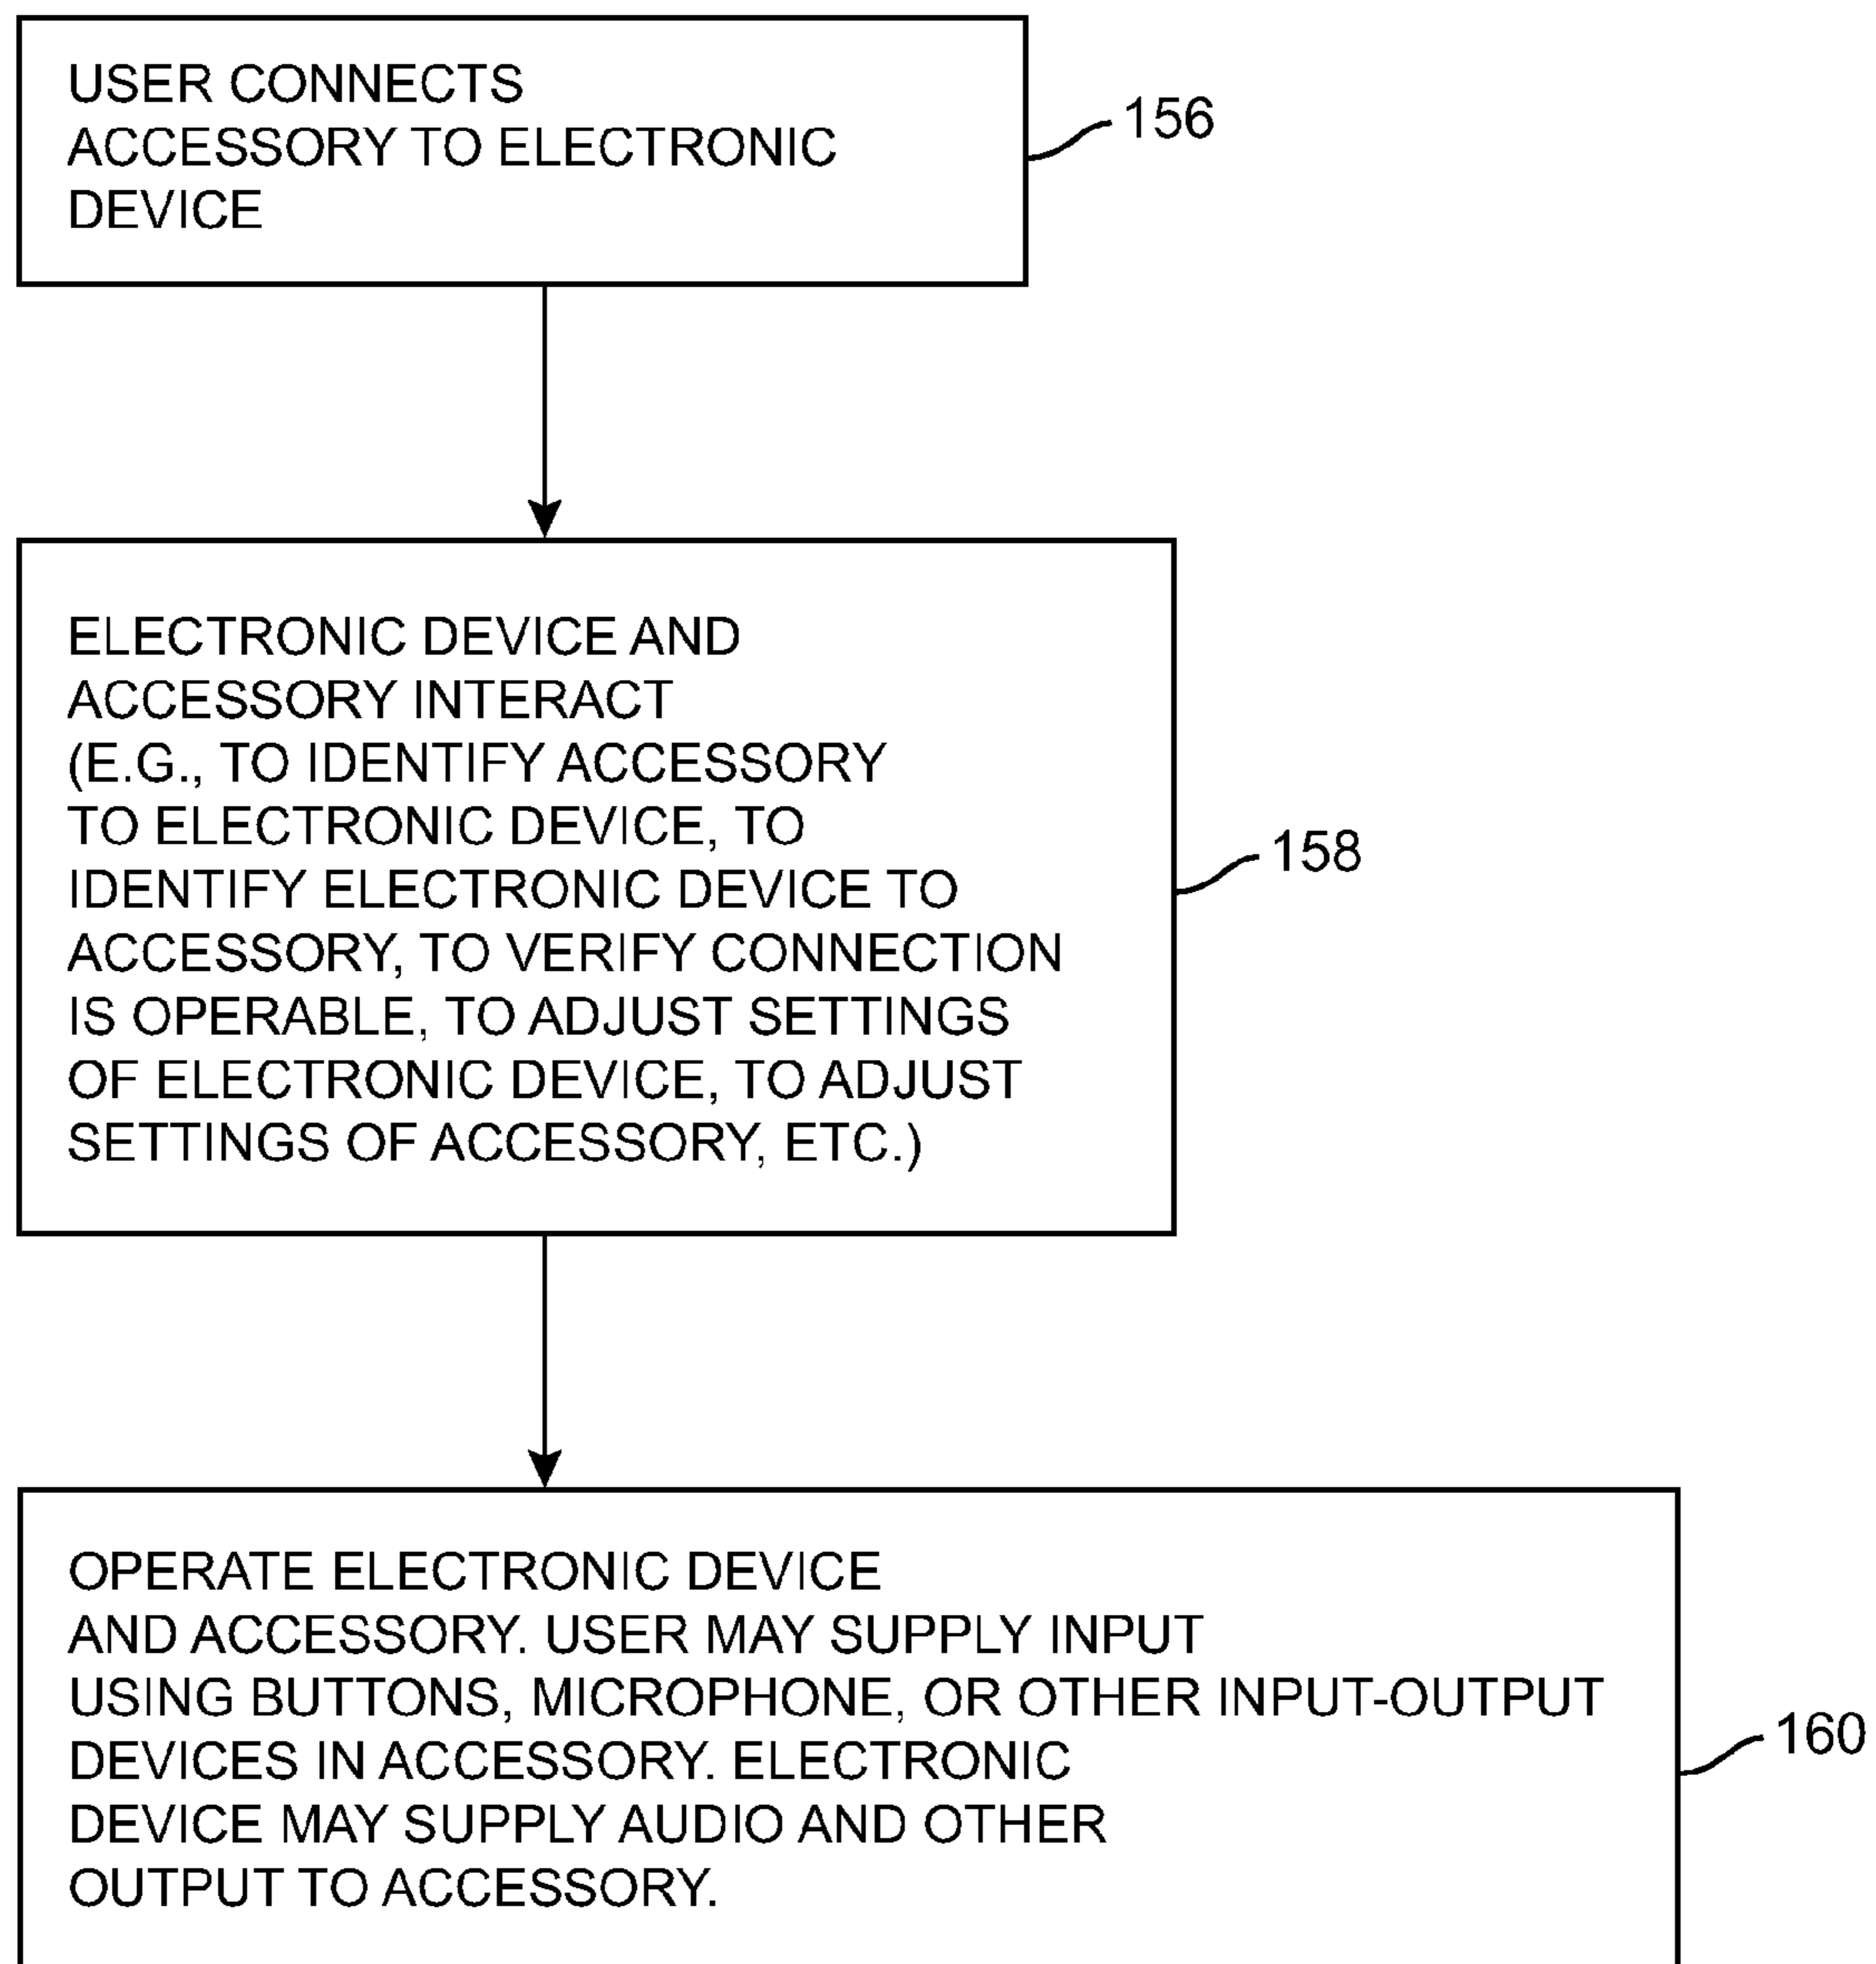 USER CONNECTS
ACCESSORY TO ELECTRONIC
DEVICE
156
ELECTRONIC DEVICE AND
ACCESSORY INTERACT
(E.G., TO IDENTIFY ACCESSORY
TO ELECTRONIC DEVICE, TO
IDENTIFY ELECTRONIC DEVICE TO
ACCESSORY, TO VERIFY CONNECTION
IS OPERABLE, TO ADJUST SETTINGS
OF ELECTRONIC DEVICE, TO ADJUST
SETTINGS OF ACCESSORY, ETC.)
158
OPERATE ELECTRONIC DEVICE
AND ACCESSORY. USER MAY SUPPLY INPUT
USING BUTTONS, MICROPHONE, OR OTHER INPUT-OUTPUT
DEVICES IN ACCESSORY. ELECTRONIC
DEVICE MAY SUPPLY AUDIO AND OTHER
OUTPUT TO ACCESSORY.
160